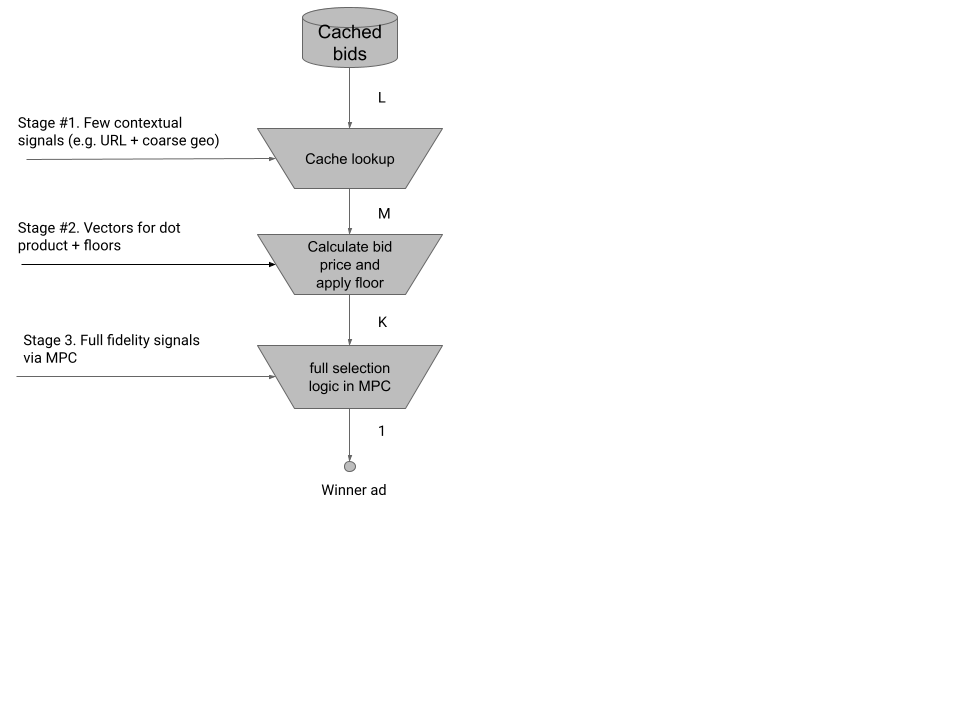 Cached
bids
L
Stage #1. Few contextual
signals (e.g. URL + coarse geo)
Cache lookup
M
Stage #2. Vectors for dot
product + floors
Calculate bid
price and
apply floor
K
Stage 3. Full fidelity signals
via MPC
full selection
logic in MPC
1
Winner ad